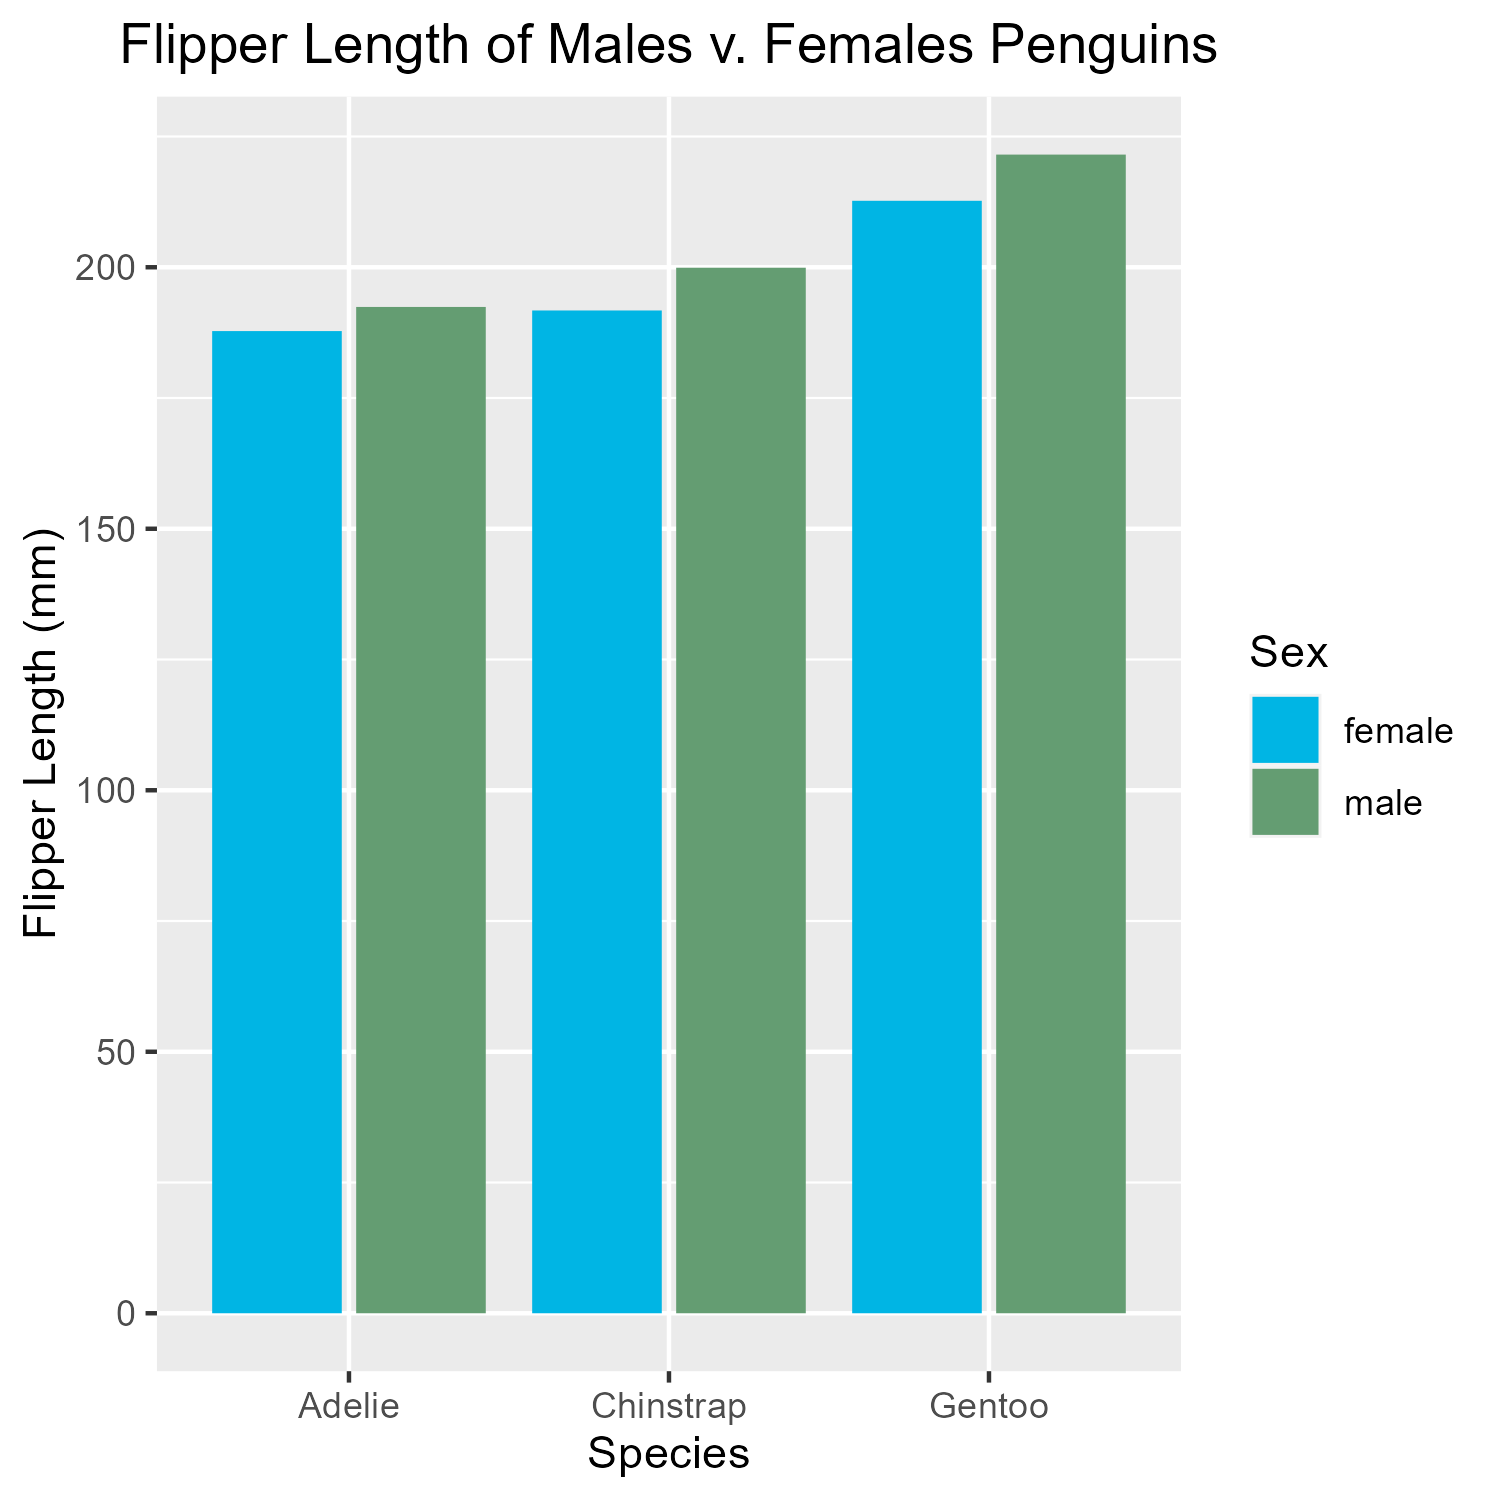 Flipper Length of Males v. Females Penguins
Flipper Length (mm)
200
150
100
50
0
Adelie
Chinstrap
Gentoo
Species
Sex
female
male